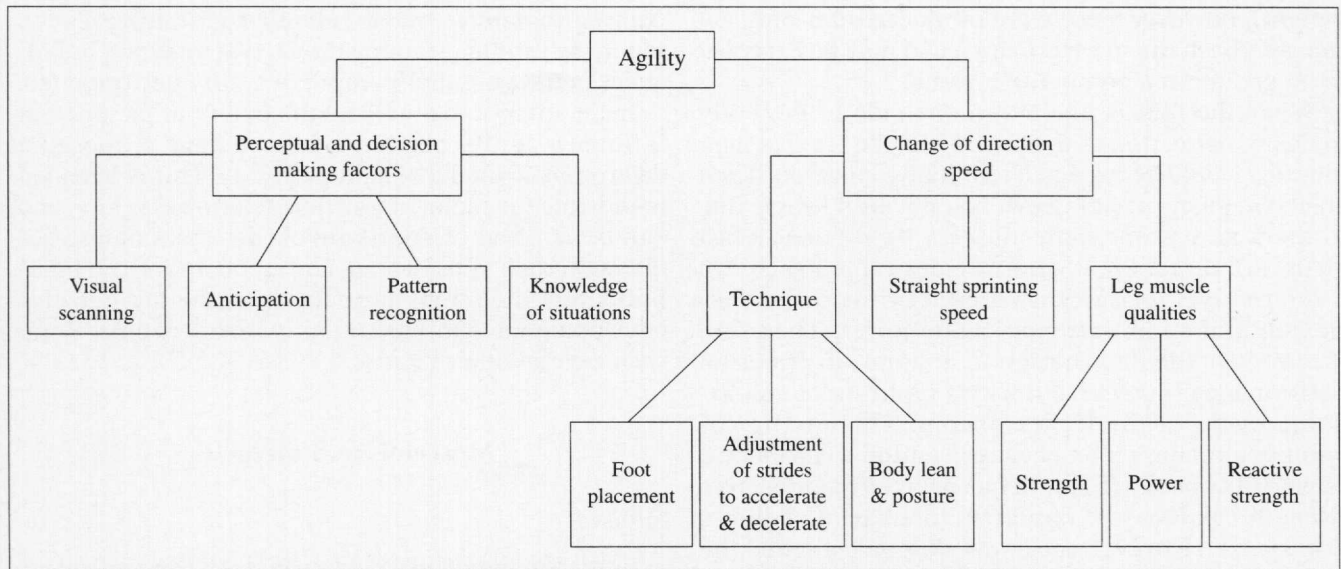 Agility
Perceptual and decision
making factors
Change of direction
speed
Visual
scanning
Anticipation
Pattern
recognition
Knowledge
of situations
Technique
Straight sprinting
speed
Leg muscle
qualities
Foot
placement
Adjustment
of strides
to accelerate
& decelerate
Body lean
& posture
Strength
Power
Reactive
strength